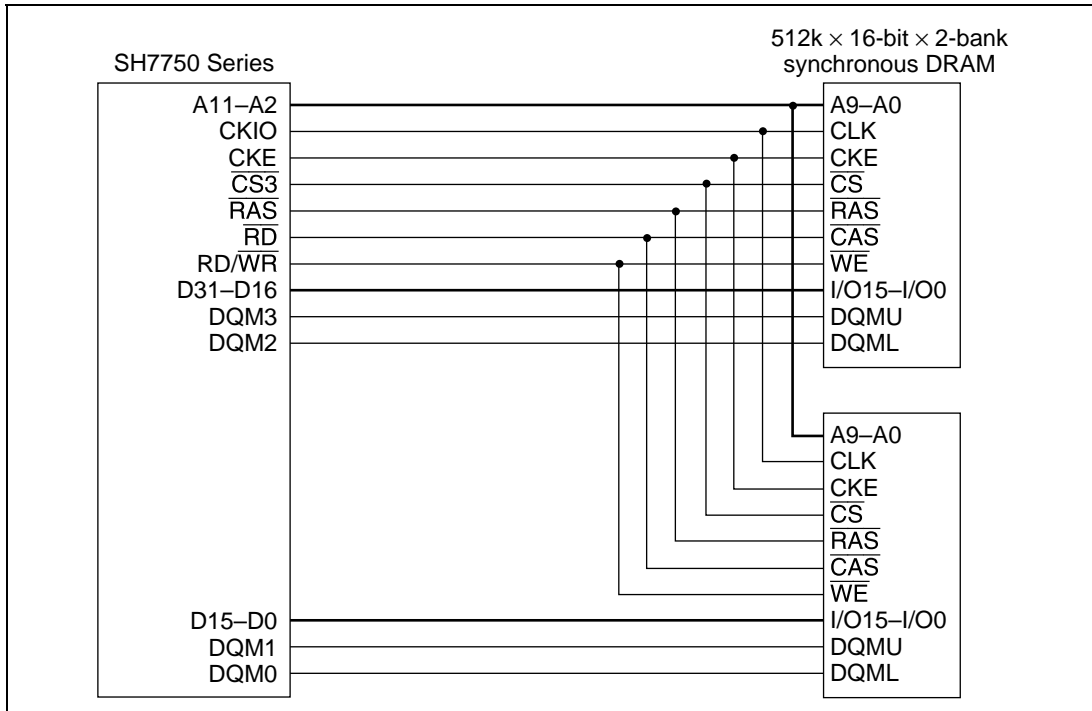 SH7750 Series
A11–A2
CKIO
CKE
CS3
RAS
RD
RD/WR
D31–D16
DQM3
DQM2
D15–D0
DQM1
DQM0
512k × 16-bit × 2-bank
synchronous DRAM
A9–A0
CLK
CKE
CS
RAS
CAS
WE
I/O15–I/O0
DQMU
DQML
A9–A0
CLK
CKE
CS
RAS
CAS
WE
I/O15–I/O0
DQMU
DQML